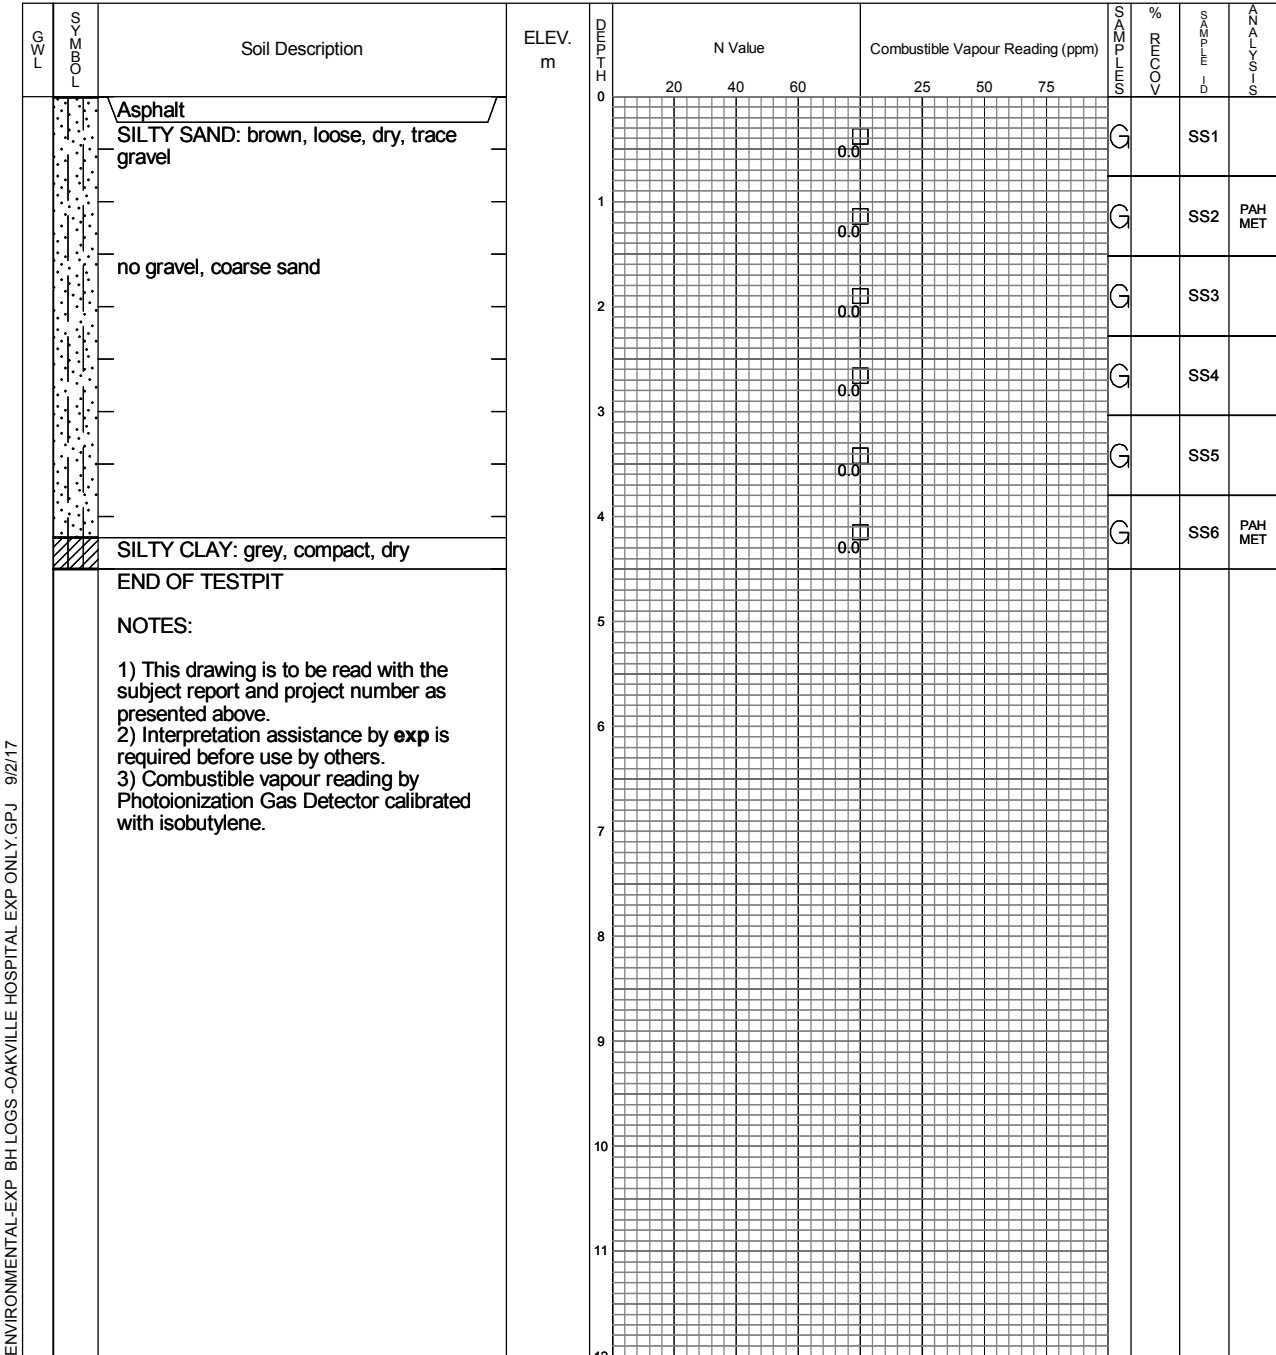 GWL
SYMBOL
Soil Description
ELEV.
m
DEPTH
N Value
20 40 60
Combustible Vapour Reading (ppm)
25 50 75
SAMPLES
% RECOV
SAMPLE ID
ANALYSIS
0
Asphalt
SILTY SAND: brown, loose, dry, trace
gravel
0.0
G SS1
1
0.0
G SS2 PAH
MET
no gravel, coarse sand
0.0
G SS3
2
0.0
G SS4
3
0.0
G SS5
4
0.0
G SS6 PAH
MET
SILTY CLAY: grey, compact, dry
END OF TESTPIT
NOTES:
5
1) This drawing is to be read with the
subject report and project number as
presented above.
2) Interpretation assistance by exp is
required before use by others.
3) Combustible vapour reading by
Photoionization Gas Detector calibrated
with isobutylene.
6
7
8
9
10
11
12
ENVIRONMENTAL-EXP BH LOGS -OAKVILLE HOSPITAL EXP ONLY.GPJ 9/2/17